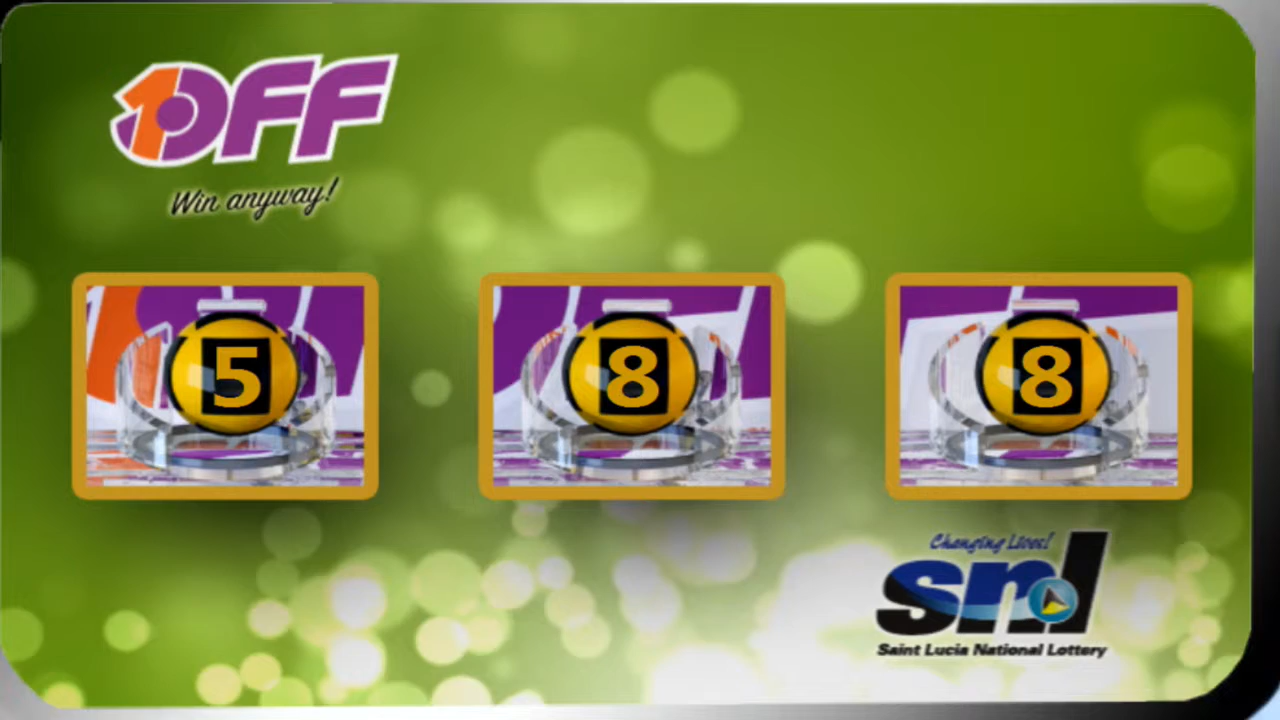 1OFF
Win anyway!
5 8 8
Changing Lives!
snl
Saint Lucia National Lottery